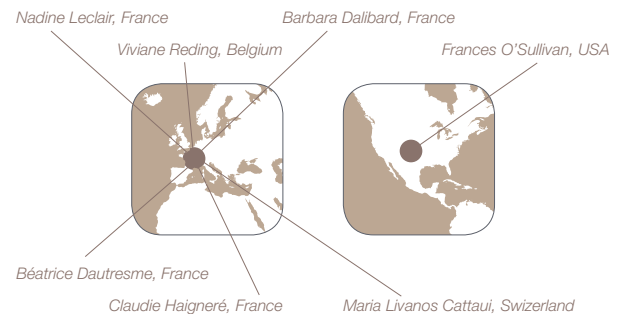 Nadine Leclair, France
Barbara Dalibard, France
Viviane Reding, Belgium
Frances O’Sullivan, USA
Béatrice Dautresme, France
Claudie Haigneré, France
Maria Livanos Cattaui, Swizerland